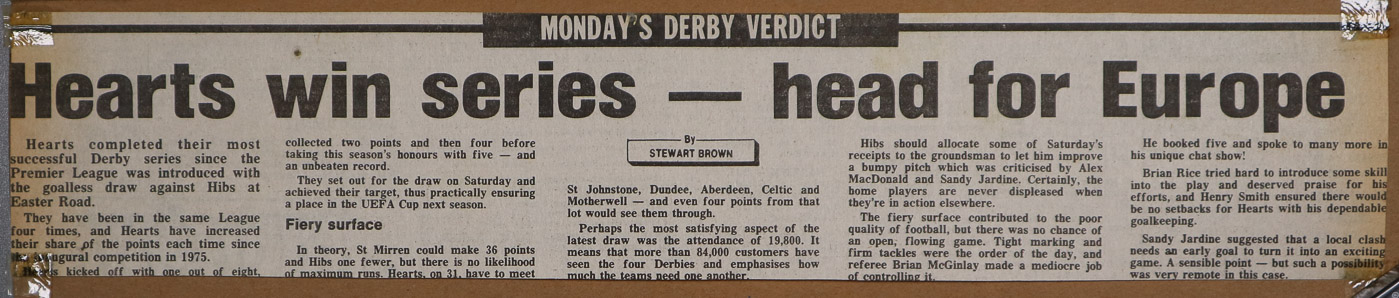 MONDAY'S DERBY VERDICT
Hearts win series — head for Europe
Hearts completed their most
successful Derby series since the
Premier League was introduced with
the goalless draw against Hibs at
Easter Road.
They have been in the same League
four times, and Hearts have increased
their share of the points each time since
inaugural competition in 1975.
kicked off with one out of eight,
collected two points and then four before
taking this season's honours with five — and
an unbeaten record.
They set out for the draw on Saturday and
achieved their target, thus practically ensuring
a place in the UEFA Cup next season.
Fiery surface
In theory, St Mirren could make 36 points
and Hibs one fewer, but there is no likelihood
of maximum runs. Hearts, on 31, have to meet
By
STEWART BROWN
St Johnstone, Dundee, Aberdeen, Celtic and
Motherwell — and even four points from that
lot would see them through.
Perhaps the most satisfying aspect of the
latest draw was the attendance of 19,800. It
means that more than 84,000 customers have
seen the four Derbies and emphasises how
much the teams need one another.
Hibs should allocate some of Saturday's
receipts to the groundsman to let him improve
a bumpy pitch which was criticised by Alex
MacDonald and Sandy Jardine. Certainly, the
home players are never displeased when
they're in action elsewhere.
The fiery surface contributed to the poor
quality of football, but there was no chance of
an open, flowing game. Tight marking and
firm tackles were the order of the day, and
referee Brian McGinlay made a mediocre job
of controlling it.
He booked five and spoke to many more in
his unique chat show!
Brian Rice tried hard to introduce some skill
into the play and deserved praise for his
efforts, and Henry Smith ensured there would
be no setbacks for Hearts with his dependable
goalkeeping.
Sandy Jardine suggested that a local clash
needs an early goal to turn it into an exciting
game. A sensible point — but such a possibility
was very remote in this case.